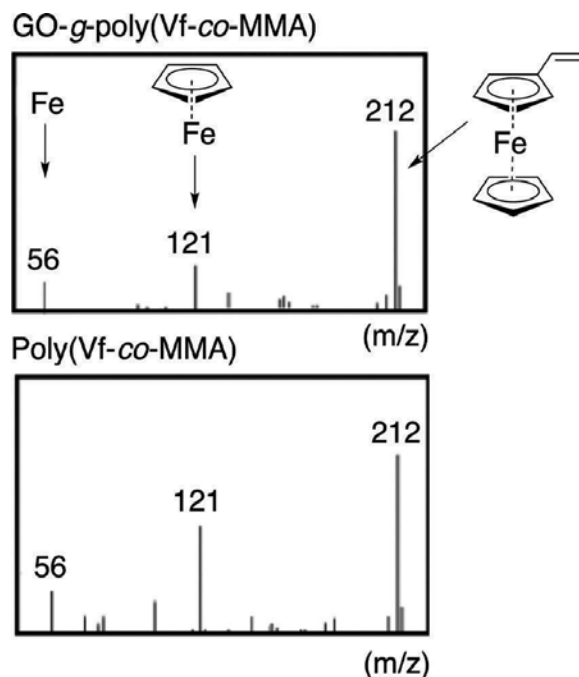 GO-g-poly(Vf-co-MMA)
Fe
Fe
212
Fe
121
56
(m/z)
Poly(Vf-co-MMA)
212
121
56
(m/z)